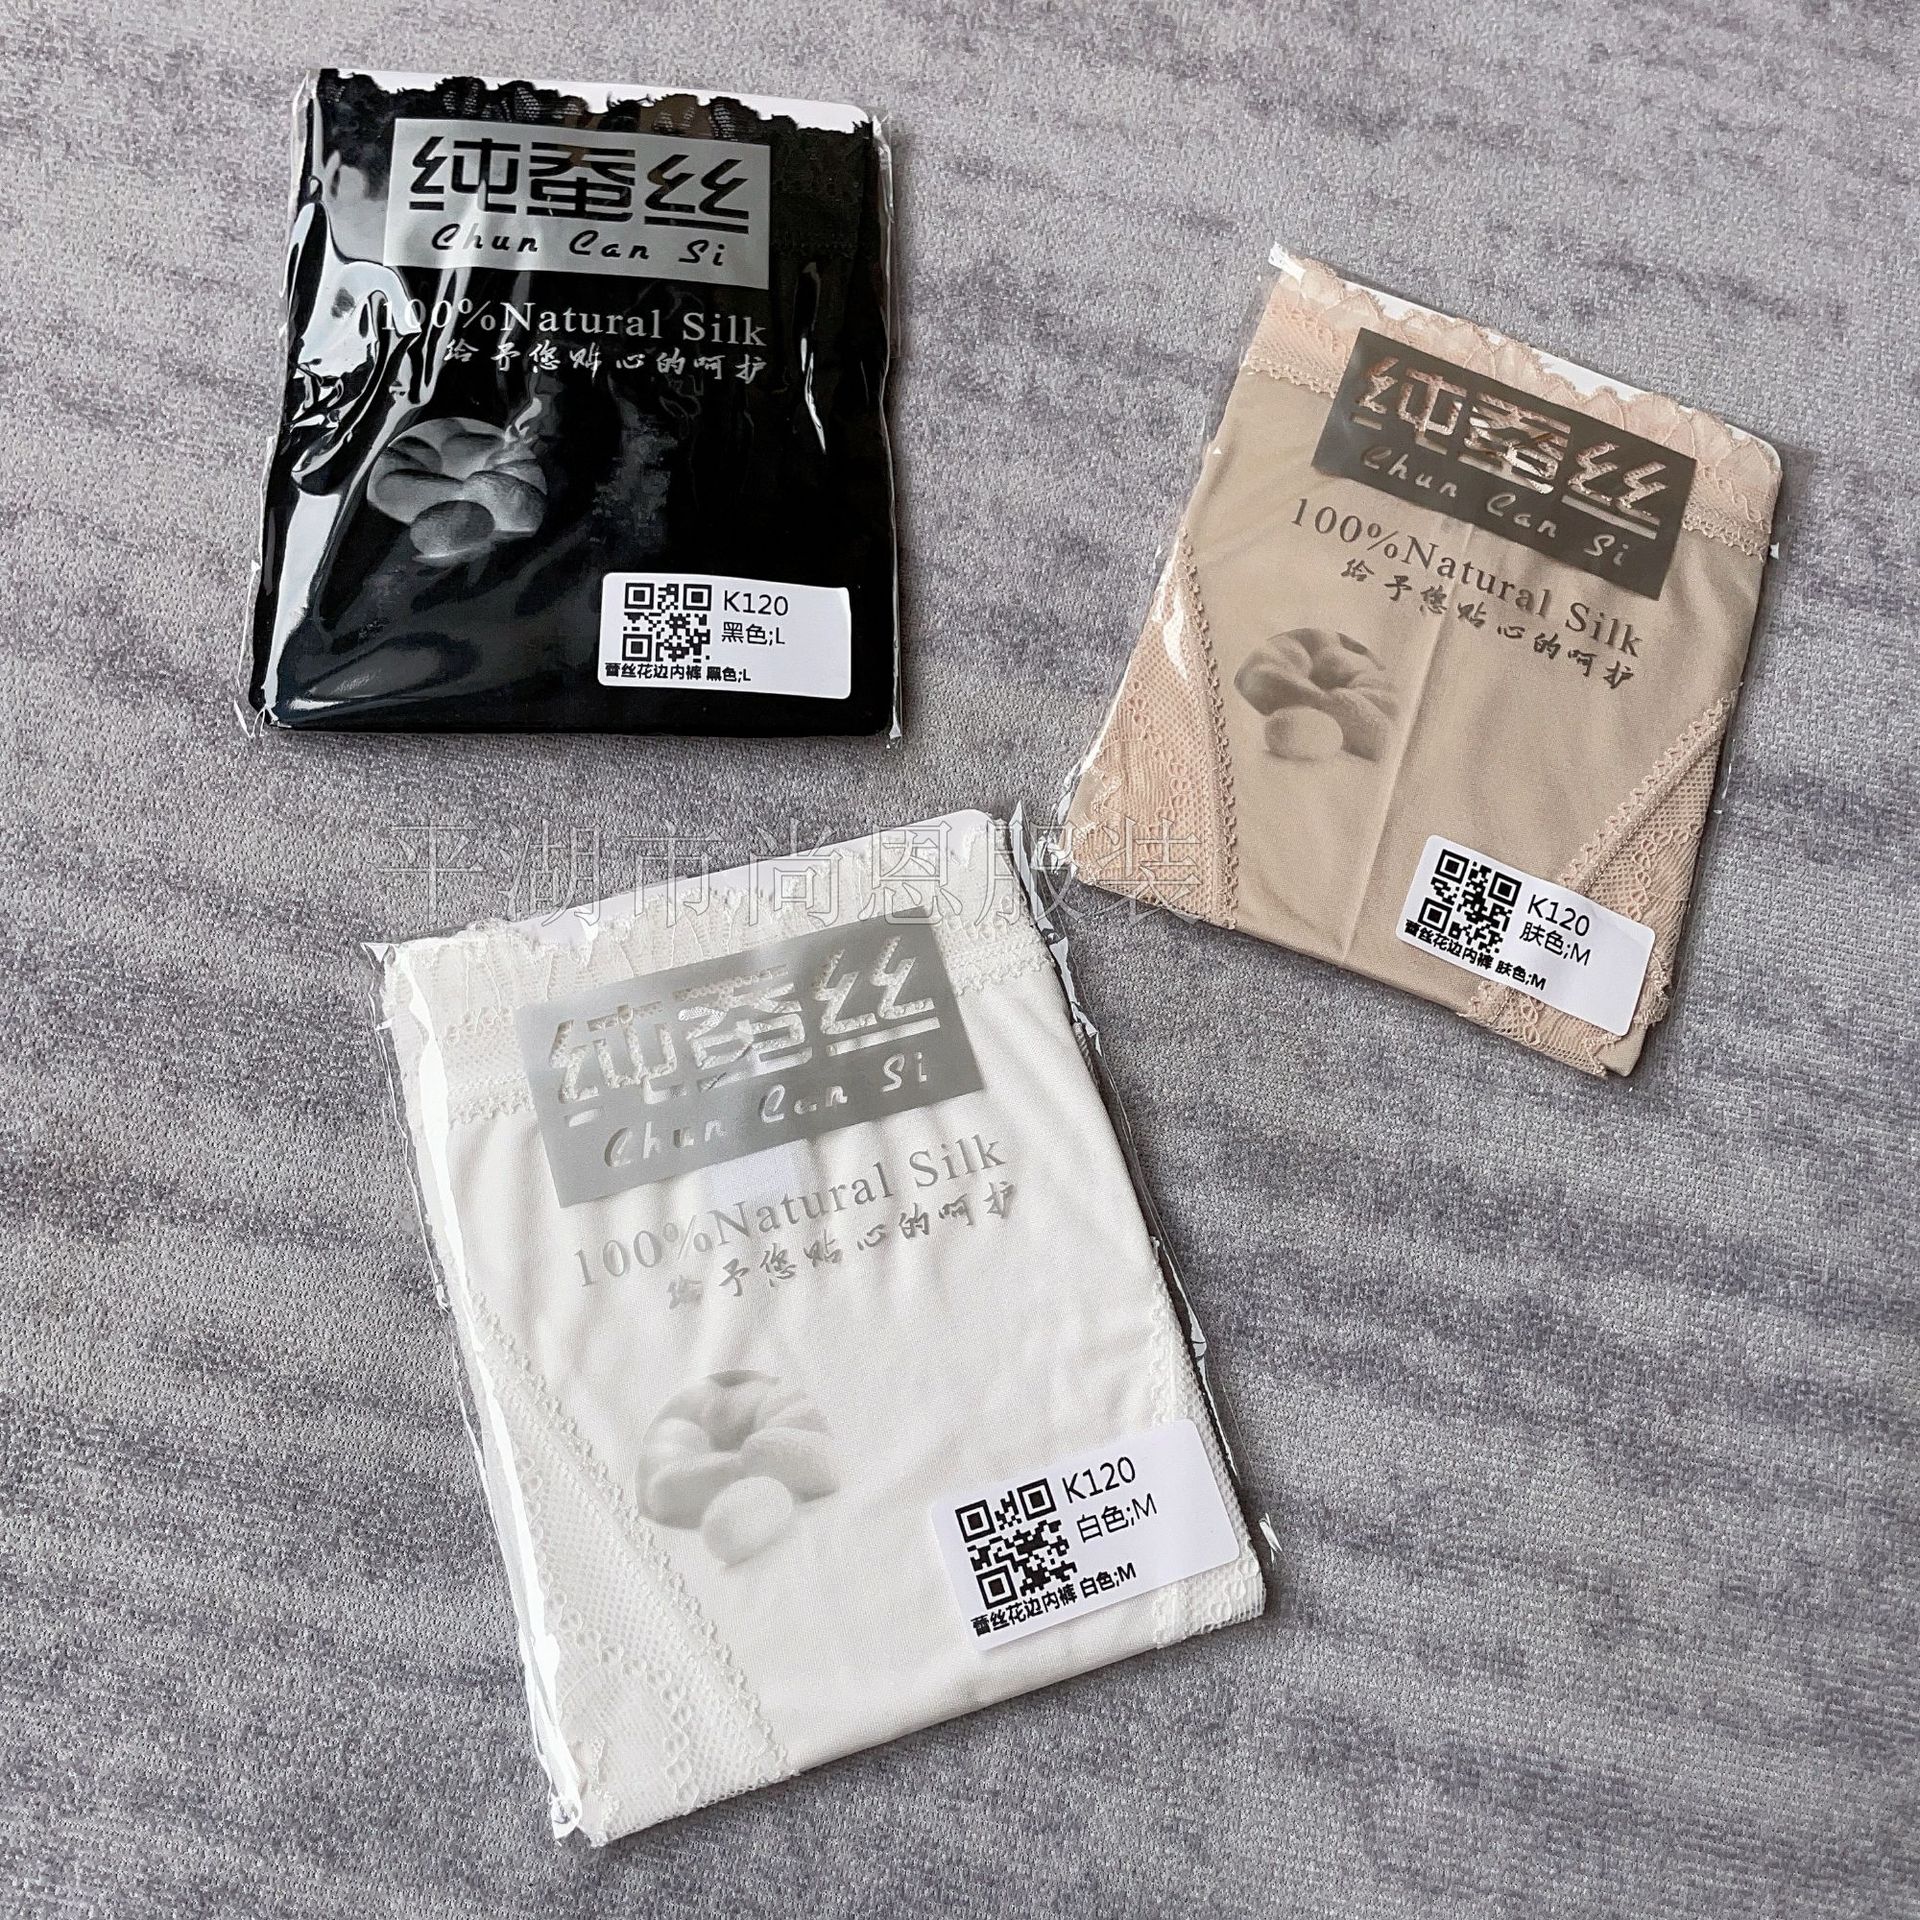 纯蚕丝
Chun Can Si
100%Natural Silk
给予您贴心的呵护
K120
黑色;L
蕾丝花边内裤 黑色;L
纯蚕丝
Chun Can Si
100%Natural Silk
给予您贴心的呵护
K120
肤色;M
蕾丝花边内裤 肤色;M
平湖市尚恩服装
纯蚕丝
Chun Can Si
100%Natural Silk
给予您贴心的呵护
K120
白色;M
蕾丝花边内裤 白色;M